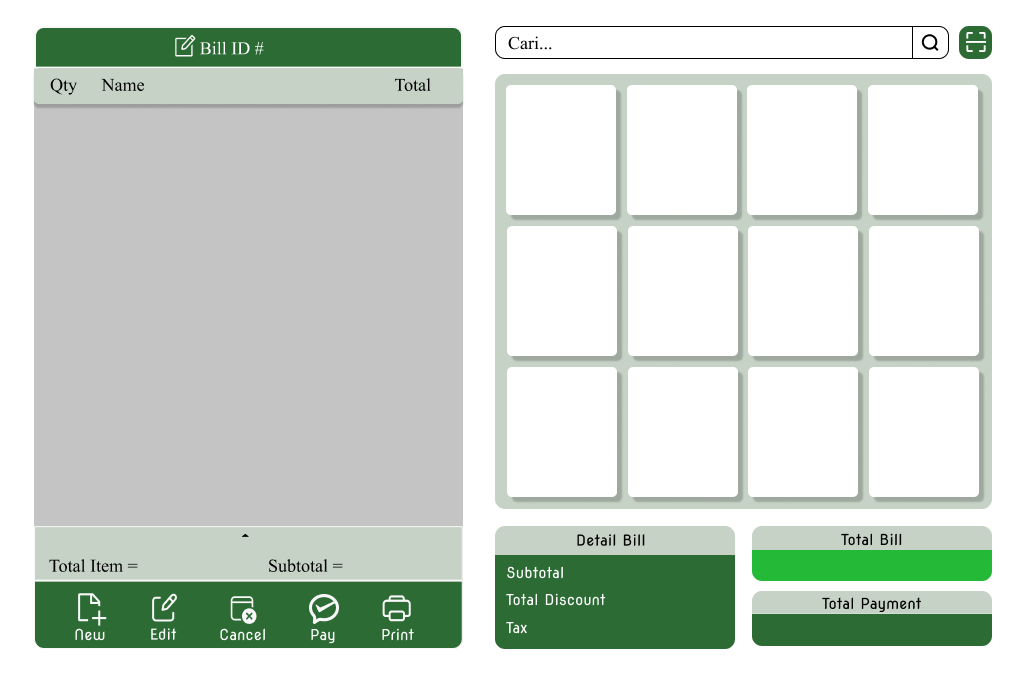 Bill ID #
Qty Name Total
Total Item = Subtotal =
New Edit Cancel Pay Print
Cari...
Detail Bill
Subtotal
Total Discount
Tax
Total Bill
Total Payment